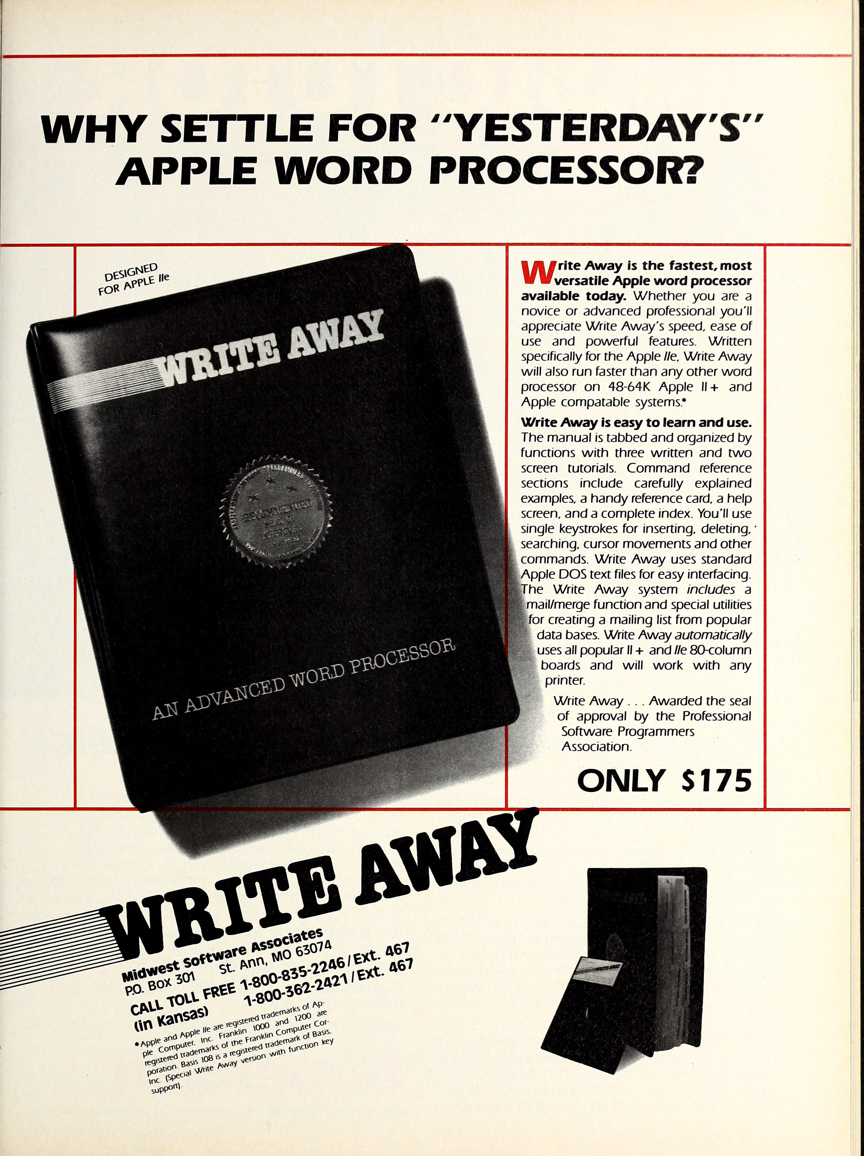 WHY SETTLE FOR "YESTERDAY'S"
APPLE WORD PROCESSOR?
DESIGNED
FOR APPLE IIe
WRITE AWAY
AN ADVANCED WORD PROCESSOR
Write Away is the fastest, most
versatile Apple word processor
available today. Whether you are a
novice or advanced professional you'll
appreciate Write Away's speed, ease of
use and powerful features. Written
specifically for the Apple IIe, Write Away
will also run faster than any other word
processor on 48-64K Apple II+ and
Apple compatable systems.*
Write Away is easy to learn and use.
The manual is tabbed and organized by
functions with three written and two
screen tutorials. Command reference
sections include carefully explained
examples, a handy reference card, a help
screen, and a complete index. You'll use
single keystrokes for inserting, deleting,
searching, cursor movements and other
commands. Write Away uses standard
Apple DOS text files for easy interfacing.
The Write Away system includes a
mail/merge function and special utilities
for creating a mailing list from popular
data bases. Write Away automatically
uses all popular II+ and IIe 80-column
boards and will work with any
printer.
Write Away . . . Awarded the seal
of approval by the Professional
Software Programmers
Association.
ONLY $175
WRITE AWAY
Midwest Software Associates
P.O. Box 301 St. Ann, MO 63074
CALL TOLL FREE 1-800-835-2246/Ext. 467
(in Kansas) 1-800-362-2421/Ext. 467
*Apple and Apple IIe are registered trademarks of Ap-
ple Computer, Inc. Franklin 1000 and 1200 are
registered trademarks of the Franklin Computer Cor-
poration. Basis 108 is a registered trademark of Basis,
Inc. (Special Write Away version with function key
support).